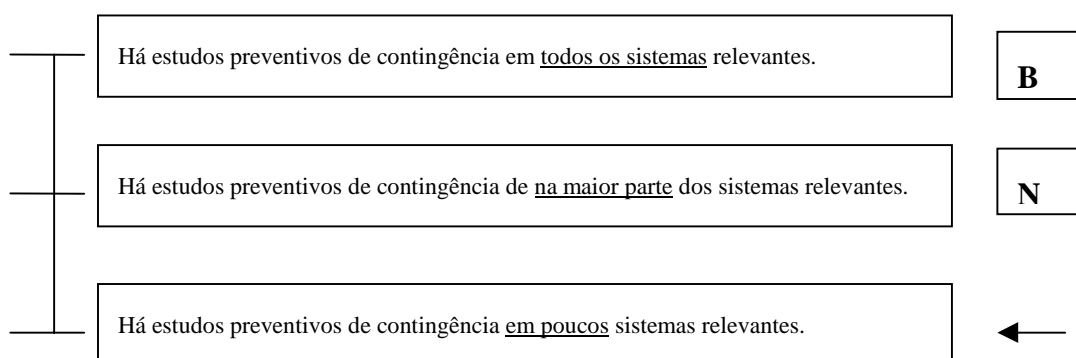 Há estudos preventivos de contingência em todos os sistemas relevantes.
B
Há estudos preventivos de contingência de na maior parte dos sistemas relevantes.
N
Há estudos preventivos de contingência em poucos sistemas relevantes.